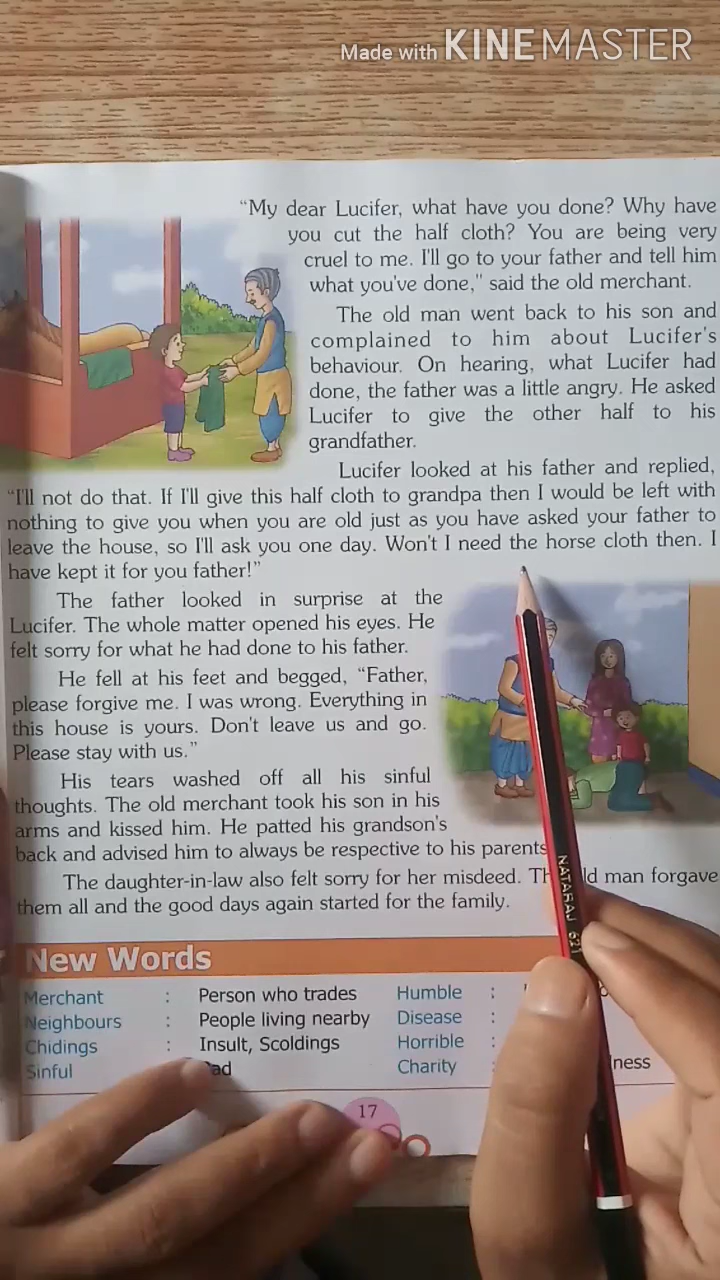 Made with KINEMASTER
"My dear Lucifer, what have you done? Why have
you cut the half cloth? You are being very
cruel to me. I'll go to your father and tell him
what you've done," said the old merchant.
The old man went back to his son and
complained to him about Lucifer's
behaviour. On hearing, what Lucifer had
done, the father was a little angry. He asked
Lucifer to give the other half to his
grandfather.
Lucifer looked at his father and replied,
"I'll not do that. If I'll give this half cloth to grandpa then I would be left with
nothing to give you when you are old just as you have asked your father to
leave the house, so I'll ask you one day. Won't I need the horse cloth then. I
have kept it for you father!"
The father looked in surprise at the
Lucifer. The whole matter opened his eyes. He
felt sorry for what he had done to his father.
He fell at his feet and begged, "Father,
please forgive me. I was wrong. Everything in
this house is yours. Don't leave us and go.
Please stay with us."
His tears washed off all his sinful
thoughts. The old merchant took his son in his
arms and kissed him. He patted his grandson's
back and advised him to always be respective to his parents
The daughter-in-law also felt sorry for her misdeed. man forgave
them all and the good days again started for the family.
New Words
Merchant : Person who trades Humble :
Neighbours : People living nearby Disease :
Chidings : Insult, Scoldings Horrible :
Sinful Charity :
17
NATARAJ 621